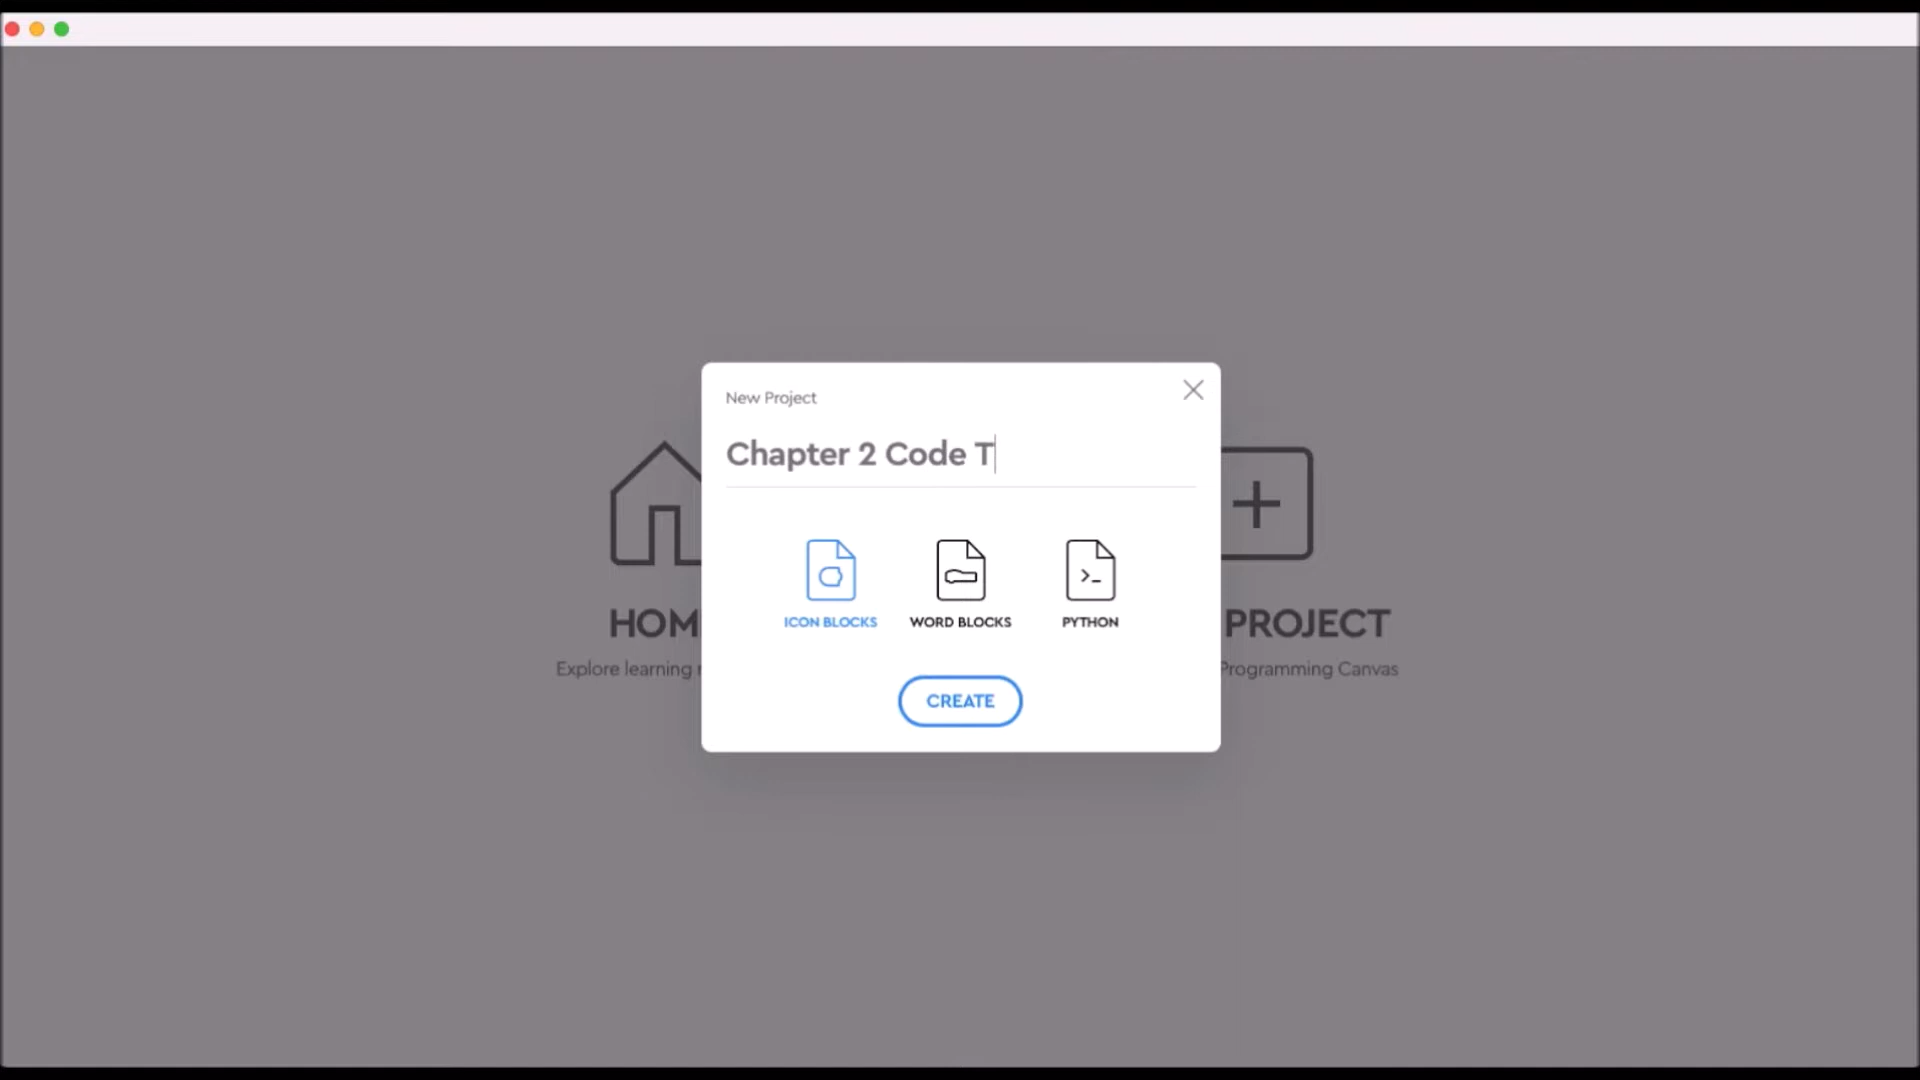 New Project
Chapter 2 Code T
ICON BLOCKS
WORD BLOCKS
PYTHON
CREATE
HOM
Explore learning
PROJECT
Programming Canvas